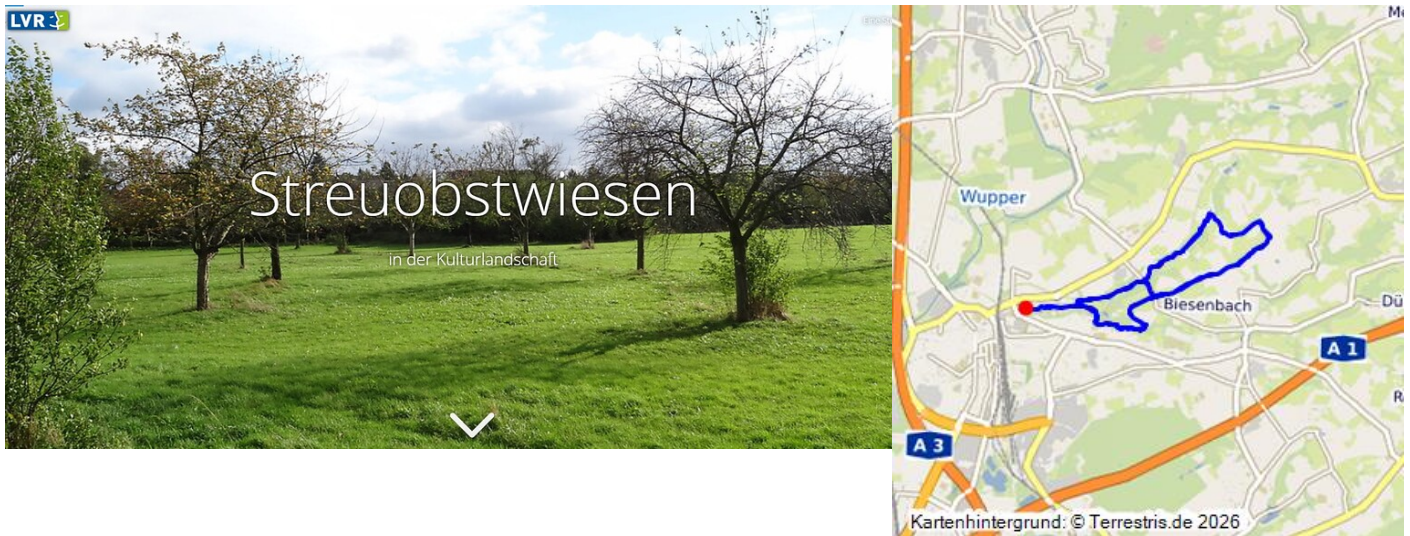 LVR
Streuobstwiesen
in der Kulturlandschaft
Wupper
Biesenbach
A 1
A 3
Kartenhintergrund: © Terrestris.de 2026